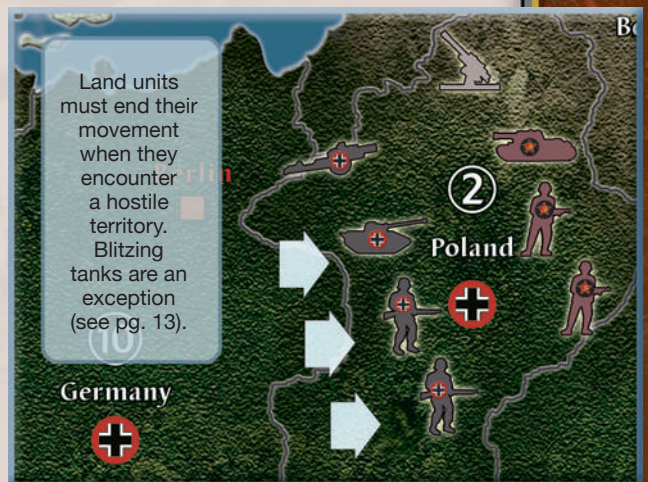 Land units
must end their
movement
when they
encounter
a hostile
territory.
Blitzing
tanks are an
exception
(see pg. 13).
Berlin
10
Germany
2
Poland